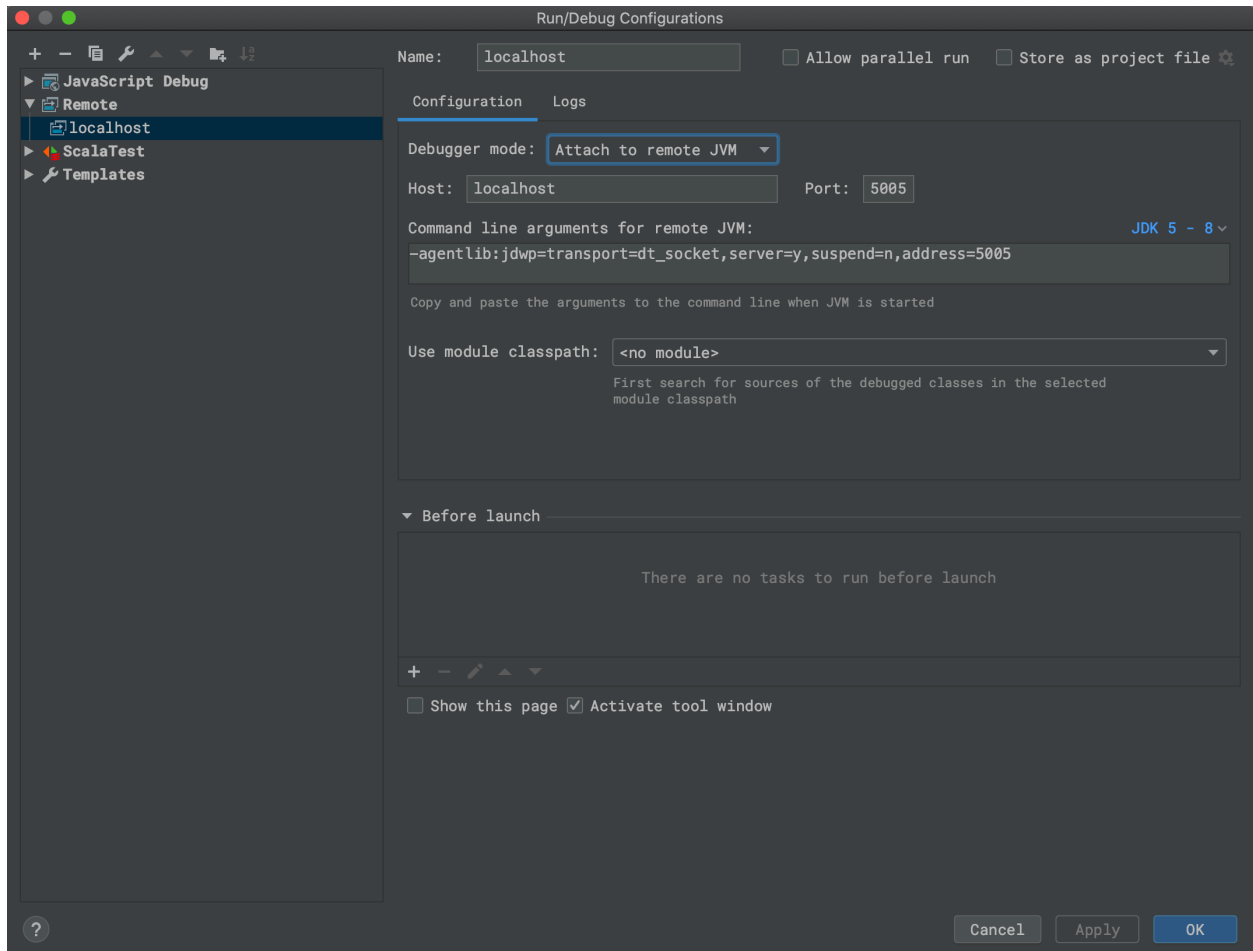 Run/Debug Configurations
Name: localhost Allow parallel run Store as project file
JavaScript Debug
Remote
localhost
ScalaTest
Templates
Configuration Logs
Debugger mode: Attach to remote JVM
Host: localhost Port: 5005
Command line arguments for remote JVM: JDK 5 - 8
-agentlib:jdwp=transport=dt_socket,server=y,suspend=n,address=5005
Copy and paste the arguments to the command line when JVM is started
Use module classpath: <no module>
First search for sources of the debugged classes in the selected
module classpath
Before launch
There are no tasks to run before launch
Show this page Activate tool window
? Cancel Apply OK